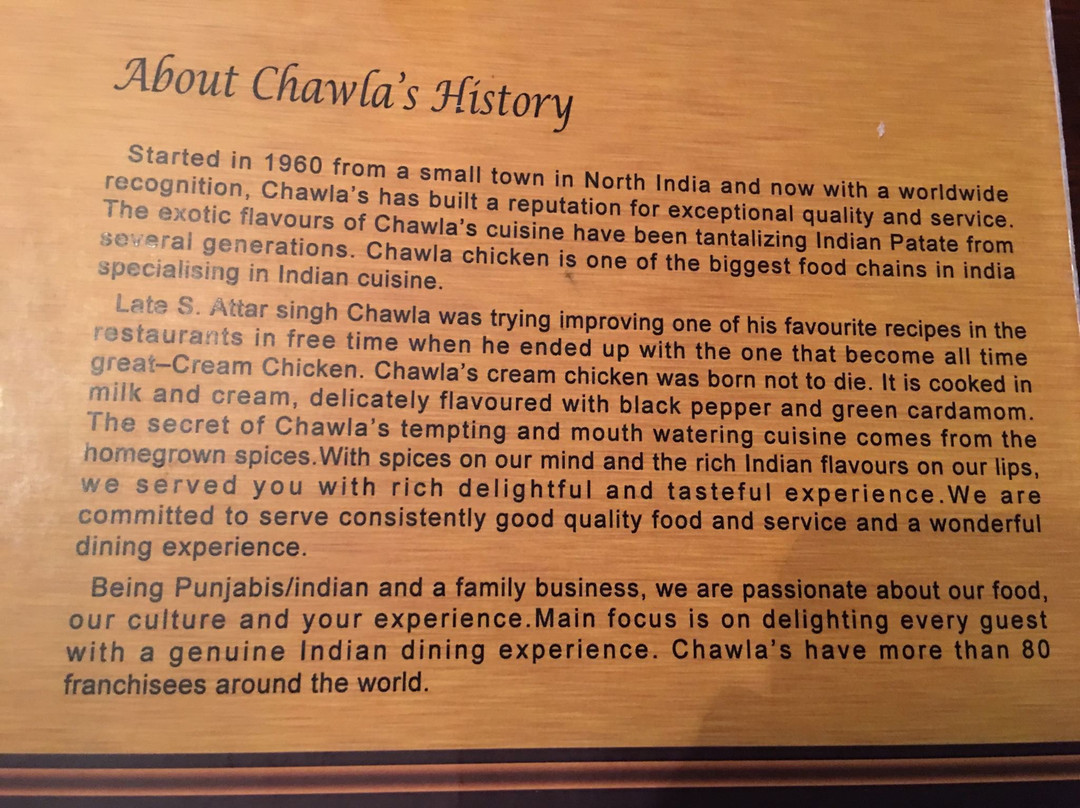 About Chawla's History
Started in 1960 from a small town in North India and now with a worldwide
recognition, Chawla's has built a reputation for exceptional quality and service.
The exotic flavours of Chawla's cuisine have been tantalizing Indian Patate from
several generations. Chawla chicken is one of the biggest food chains in india
specialising in Indian cuisine.
Late S. Attar singh Chawla was trying improving one of his favourite recipes in the
restaurants in free time when he ended up with the one that become all time
great–Cream Chicken. Chawla's cream chicken was born not to die. It is cooked in
milk and cream, delicately flavoured with black pepper and green cardamom.
The secret of Chawla's tempting and mouth watering cuisine comes from the
homegrown spices.With spices on our mind and the rich Indian flavours on our lips,
we served you with rich delightful and tasteful experience.We are
committed to serve consistently good quality food and service and a wonderful
dining experience.
Being Punjabis/indian and a family business, we are passionate about our food,
our culture and your experience.Main focus is on delighting every guest
with a genuine Indian dining experience. Chawla's have more than 80
franchisees around the world.